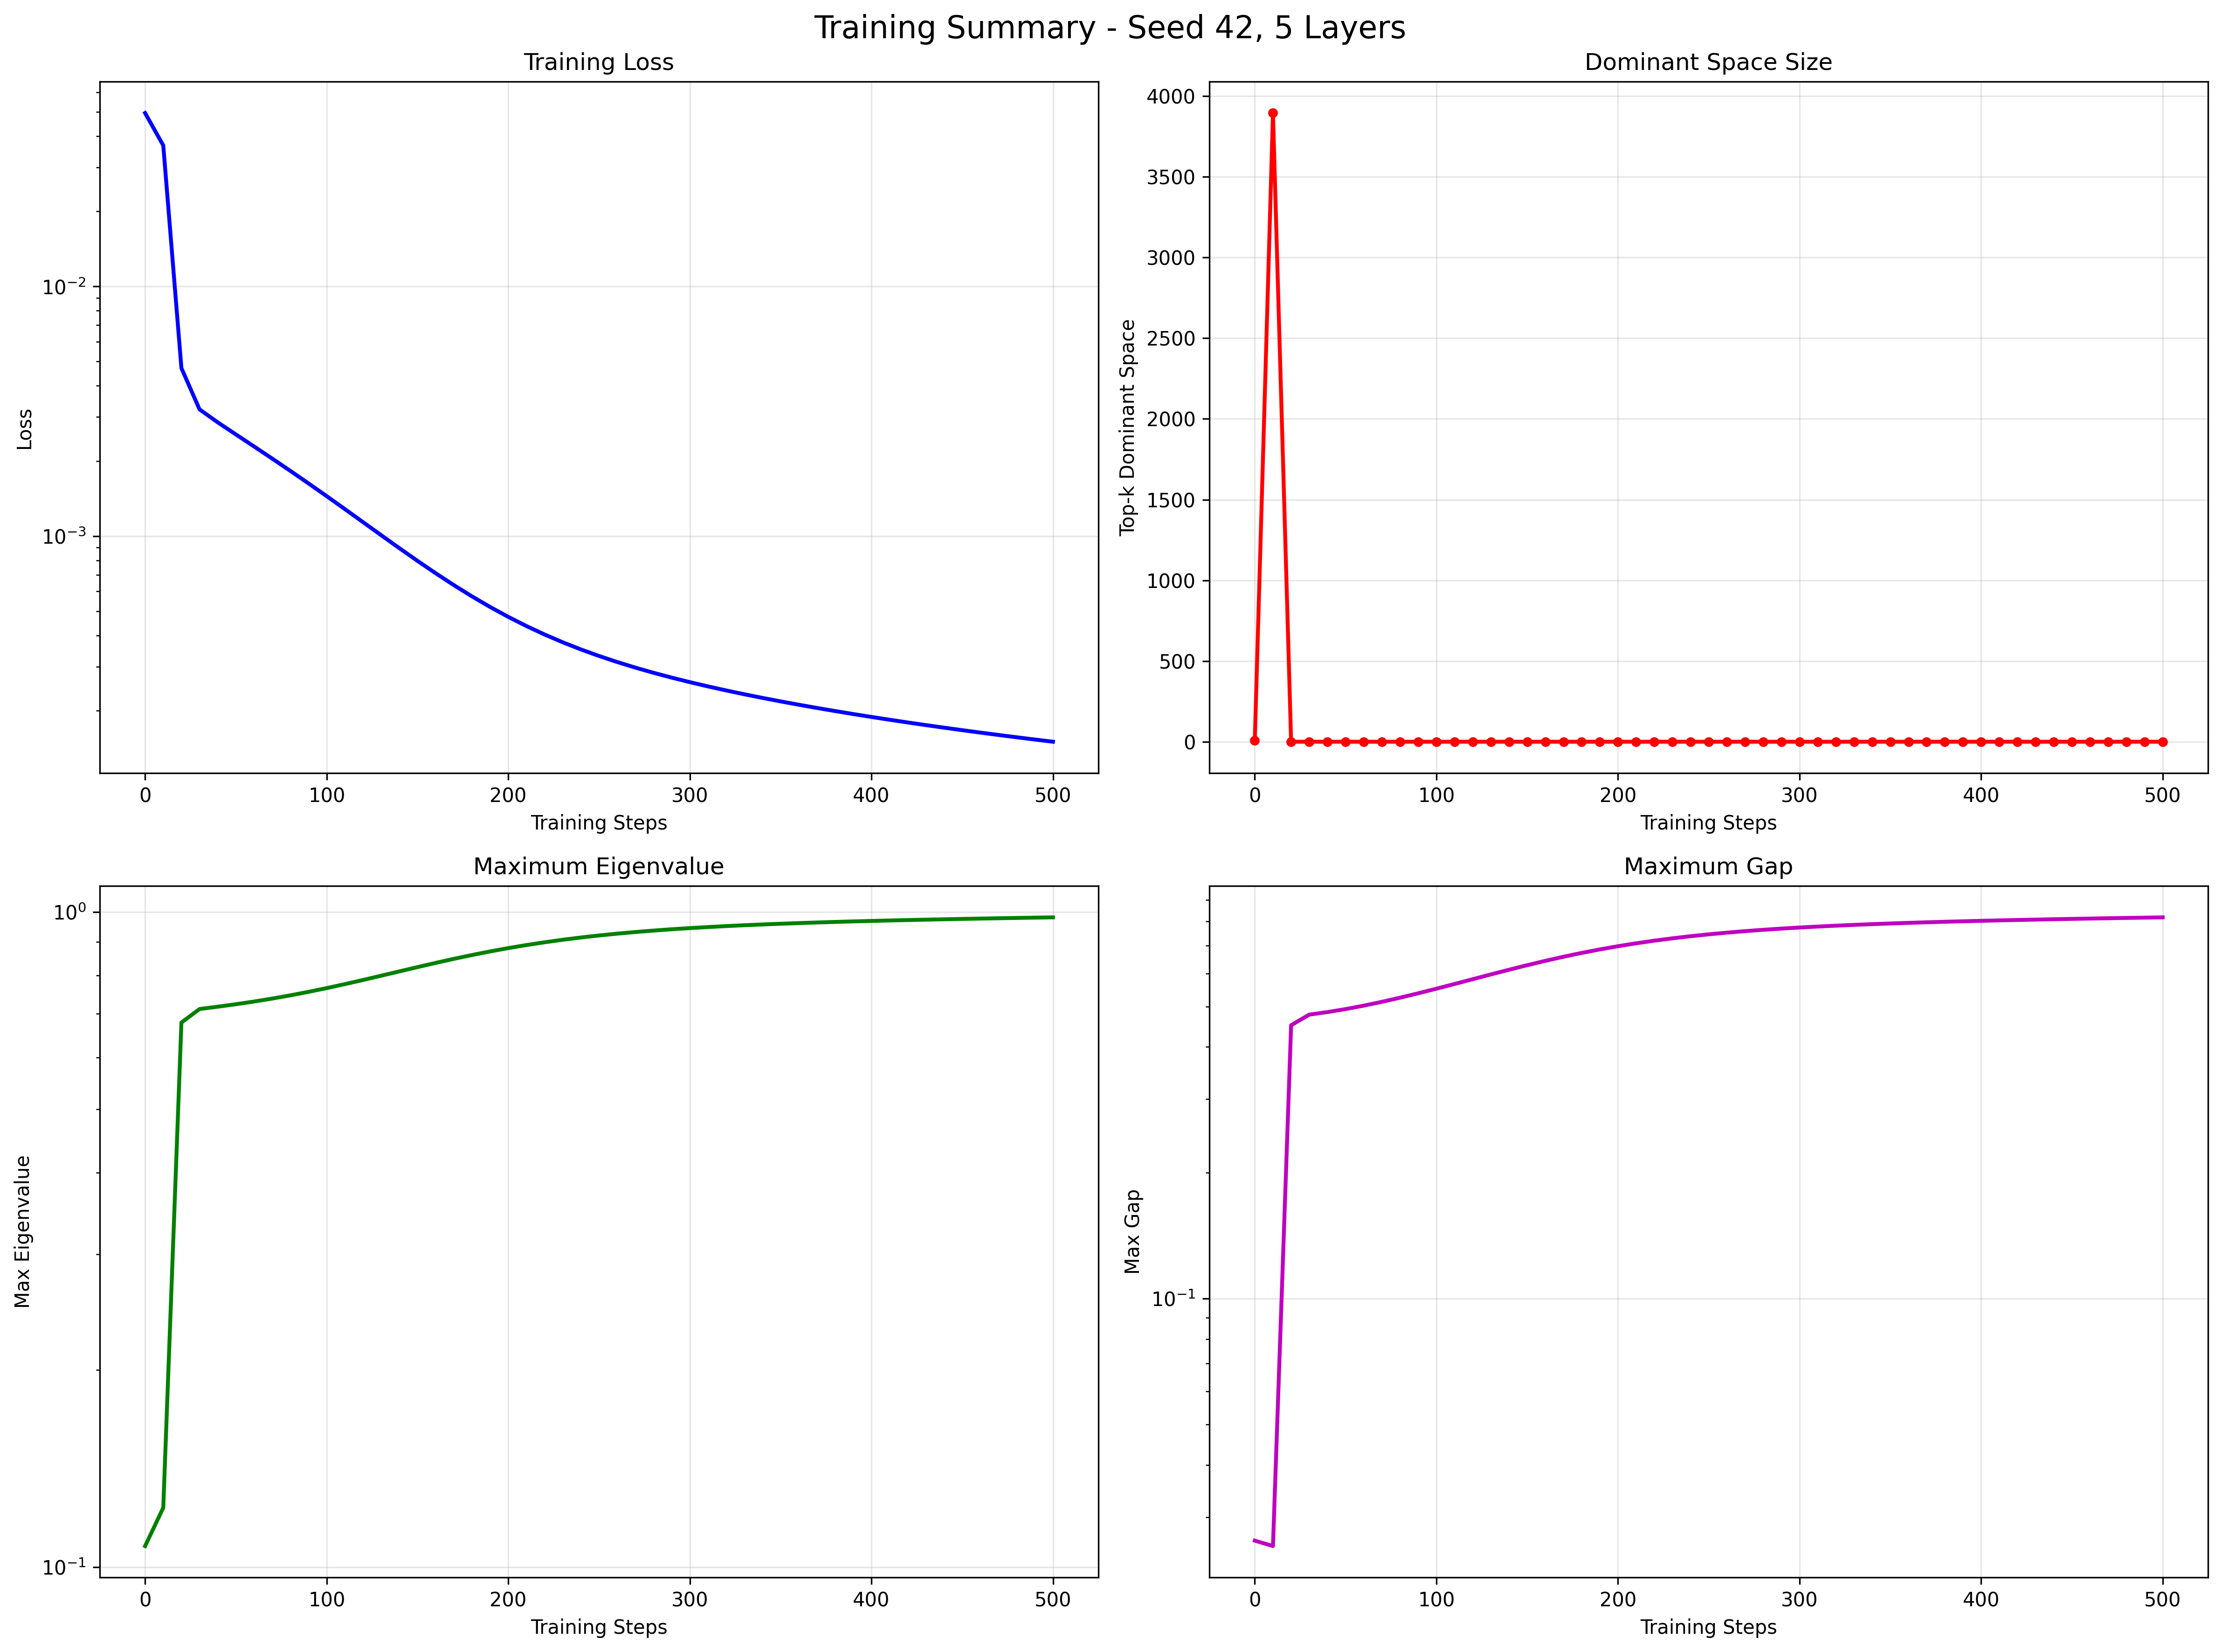 Training Summary - Seed 42, 5 Layers
Training Loss
Loss
10⁻²
10⁻³
0 100 200 300 400 500
Training Steps
Dominant Space Size
Top-k Dominant Space
4000
3500
3000
2500
2000
1500
1000
500
0
0 100 200 300 400 500
Training Steps
Maximum Eigenvalue
Max Eigenvalue
10⁰
10⁻¹
0 100 200 300 400 500
Training Steps
Maximum Gap
Max Gap
10⁻¹
0 100 200 300 400 500
Training Steps